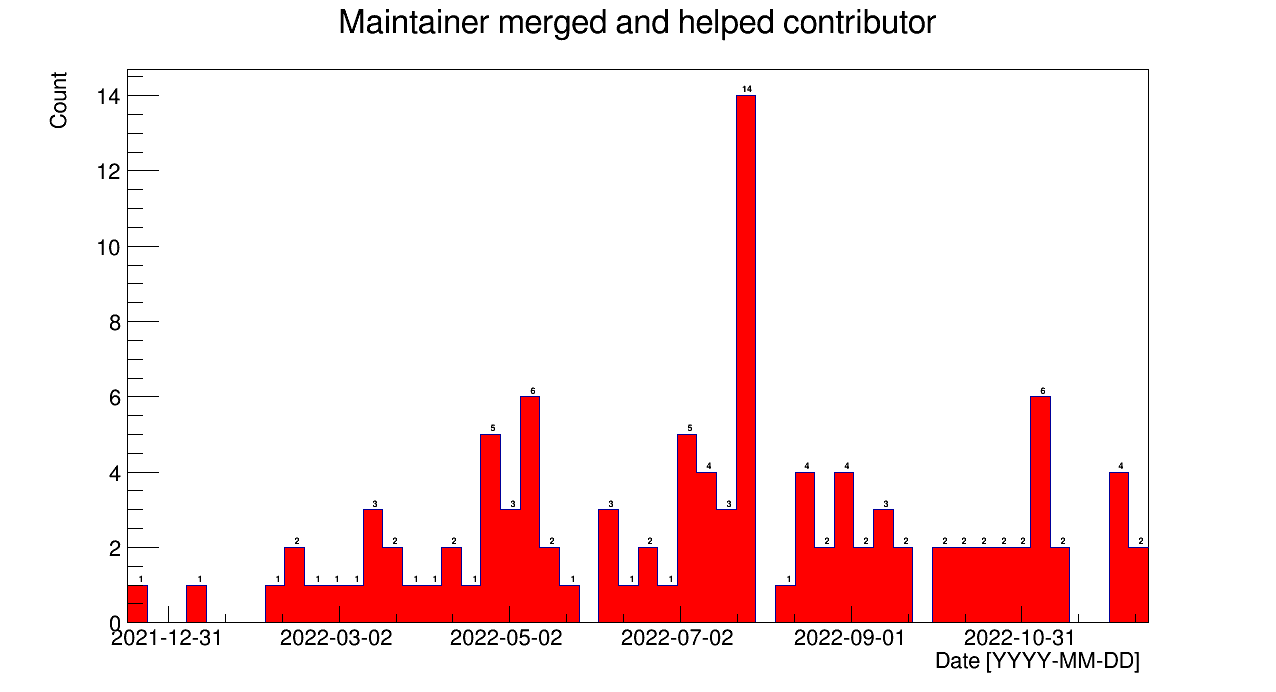 Maintainer merged and helped contributor
Count
14
12
10
8
6
4
2
0
1 1 1 2 1 1 1 3 2 1 1 2 1 5 3 6 2 1 3 1 2 1 5 4 3 14 1 4 2 4 2 3 2 2 2 2 2 2 6 2 4 2
2021-12-31 2022-03-02 2022-05-02 2022-07-02 2022-09-01 2022-10-31
Date [YYYY-MM-DD]